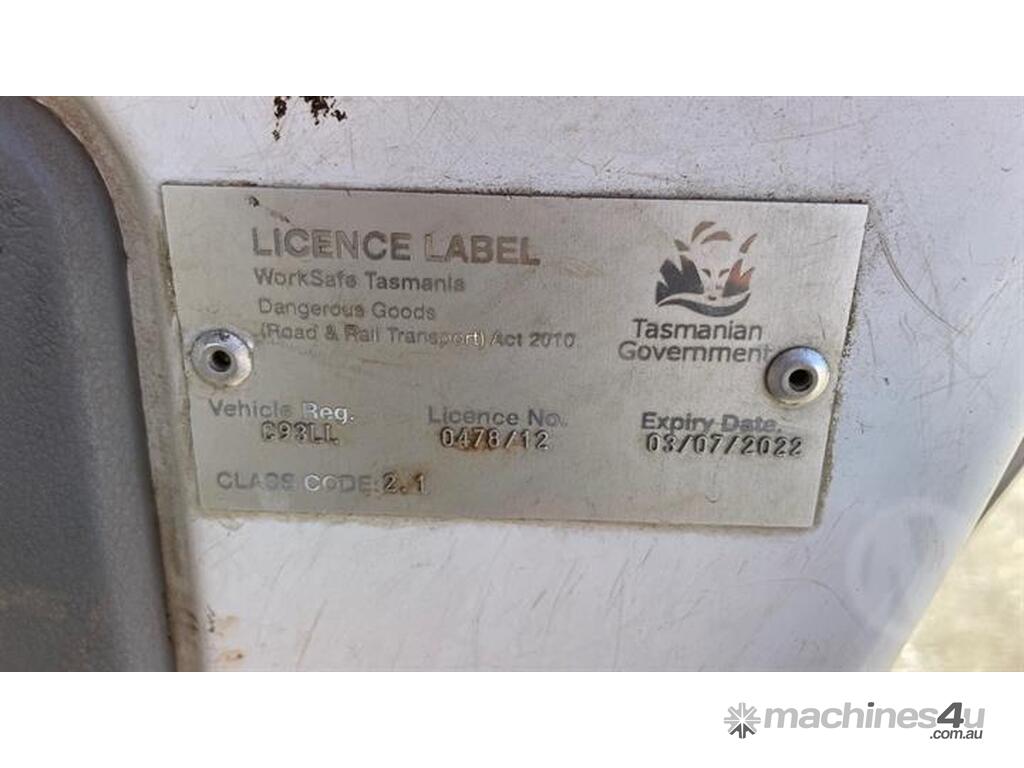 LICENCE LABEL
WorkSafe Tasmania
Dangerous Goods
(Road & Rail Transport) Act 2010
Tasmanian
Government
Vehicle Reg. Licence No. Expiry Date.
C93LL 0478/12 03/07/2022
CLASS CODE 2.1
machines4u
.com.au